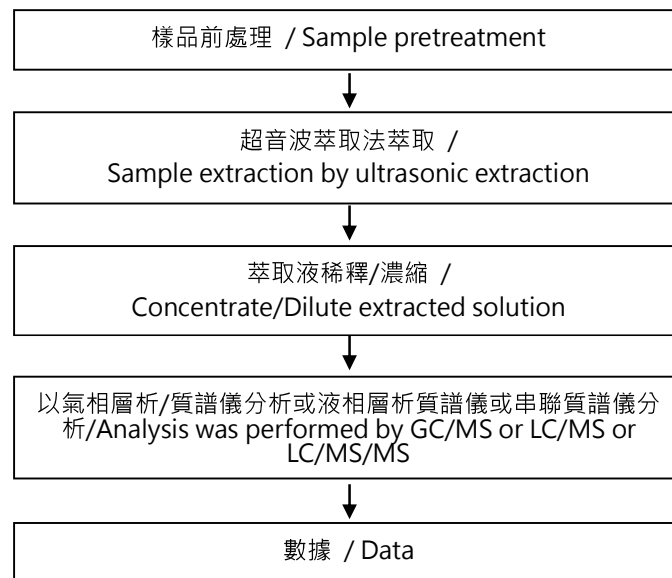 樣品前處理 / Sample pretreatment
超音波萃取法萃取 /
Sample extraction by ultrasonic extraction
萃取液稀釋/濃縮 /
Concentrate/Dilute extracted solution
以氣相層析/質譜儀分析或液相層析質譜儀或串聯質譜儀分
析/Analysis was performed by GC/MS or LC/MS or
LC/MS/MS
數據 / Data